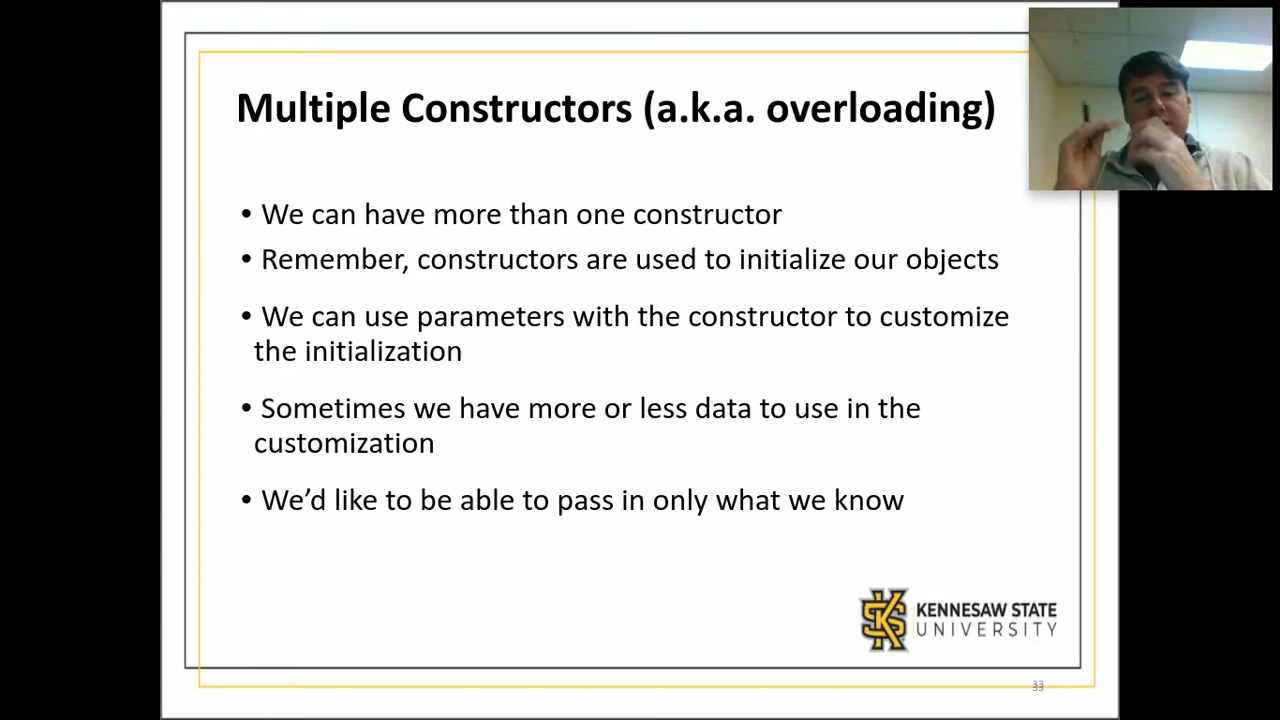 Multiple Constructors (a.k.a. overloading)
• We can have more than one constructor
• Remember, constructors are used to initialize our objects
• We can use parameters with the constructor to customize
the initialization
• Sometimes we have more or less data to use in the
customization
• We’d like to be able to pass in only what we know
KENNESAW STATE
UNIVERSITY
33